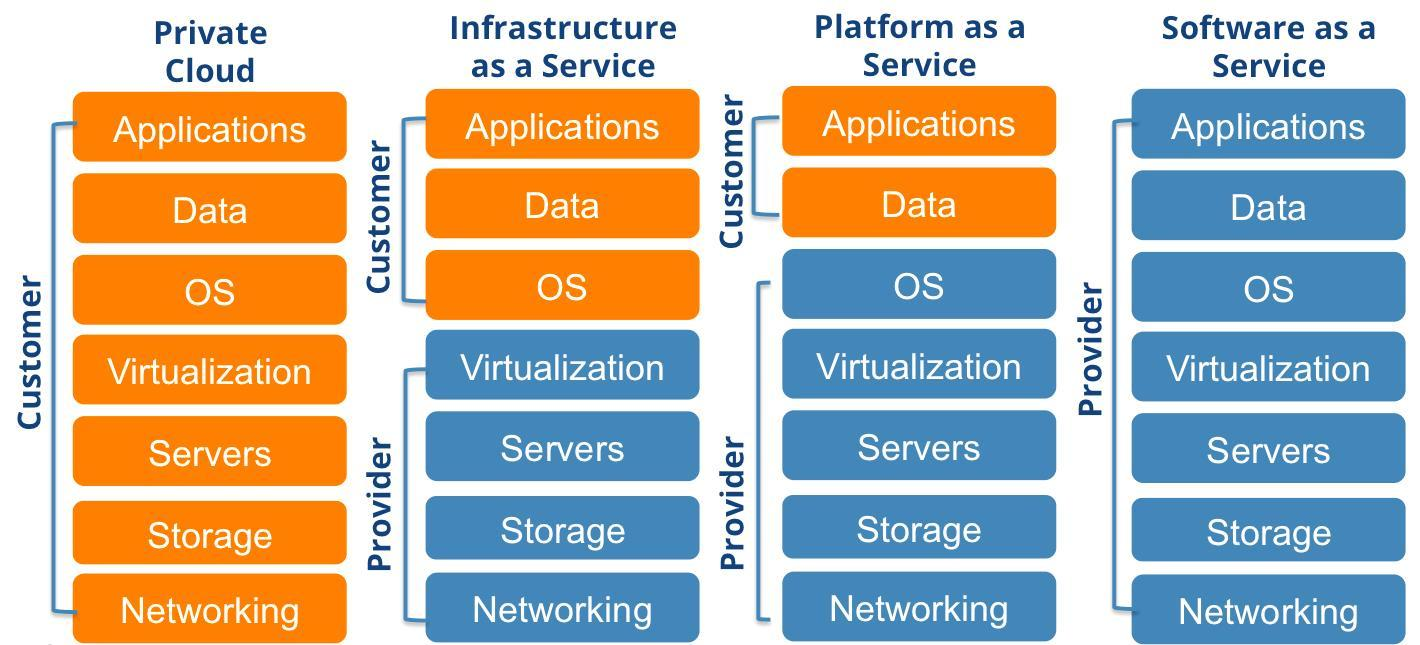 Private
Cloud
Customer
Applications
Data
OS
Virtualization
Servers
Storage
Networking
Infrastructure
as a Service
Customer
Applications
Data
OS
Provider
Virtualization
Servers
Storage
Networking
Platform as a
Service
Customer
Applications
Data
Provider
OS
Virtualization
Servers
Storage
Networking
Software as a
Service
Provider
Applications
Data
OS
Virtualization
Servers
Storage
Networking